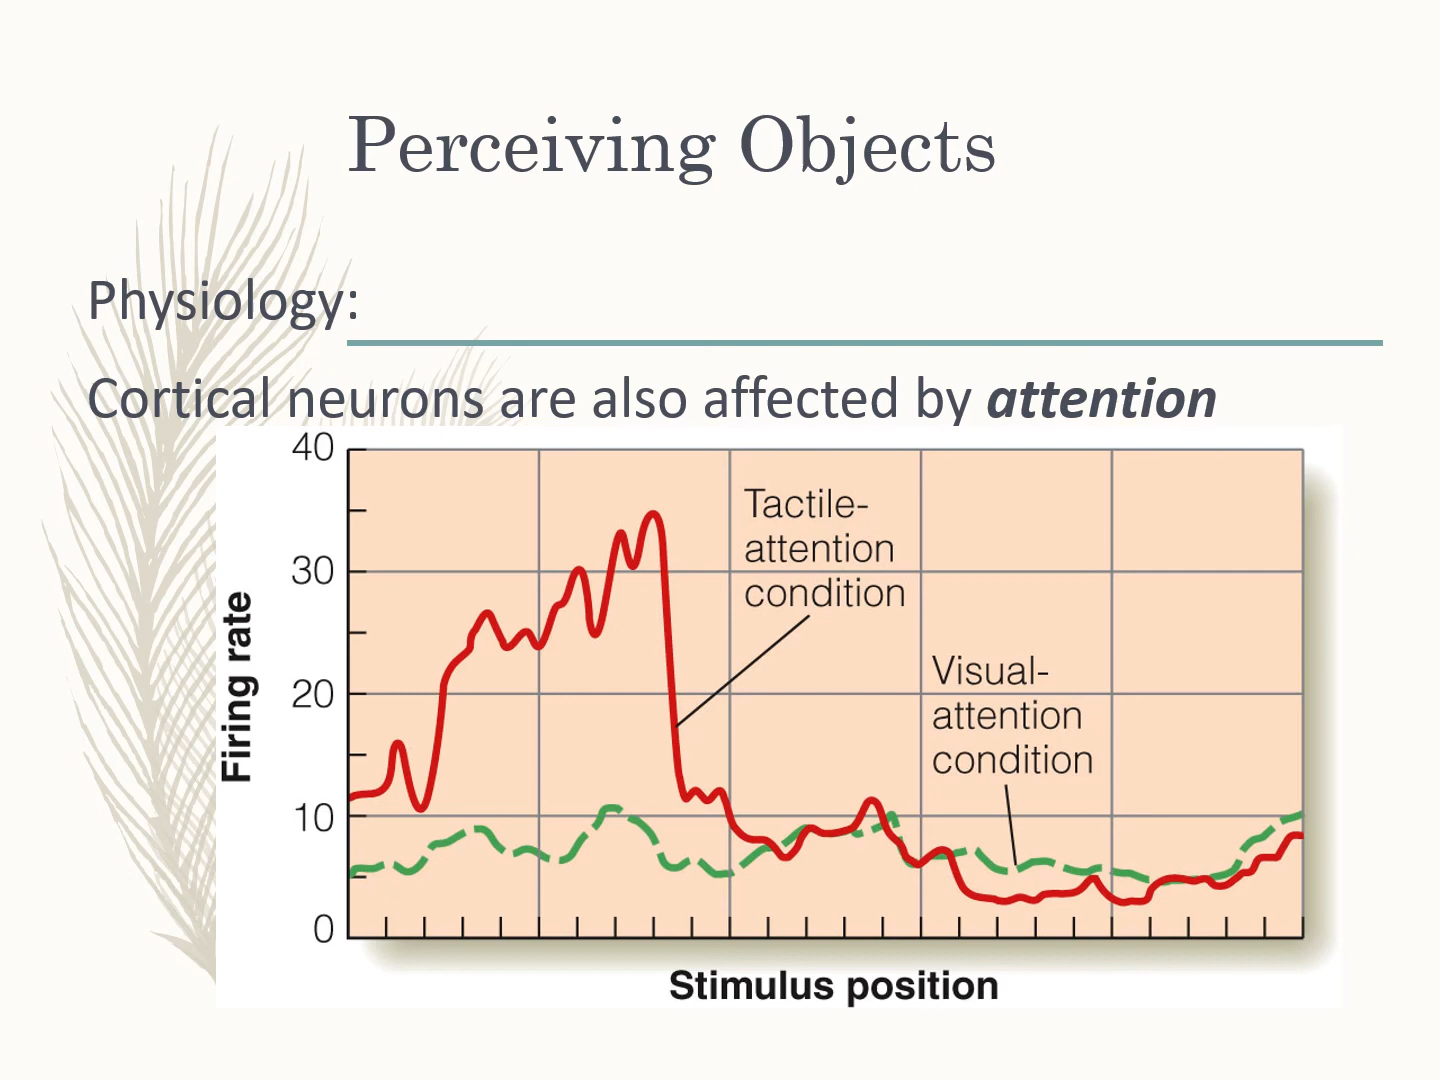 Perceiving Objects
Physiology:
Cortical neurons are also affected by attention
40
30
20
10
0
Firing rate
Tactile-
attention
condition
Visual-
attention
condition
Stimulus position